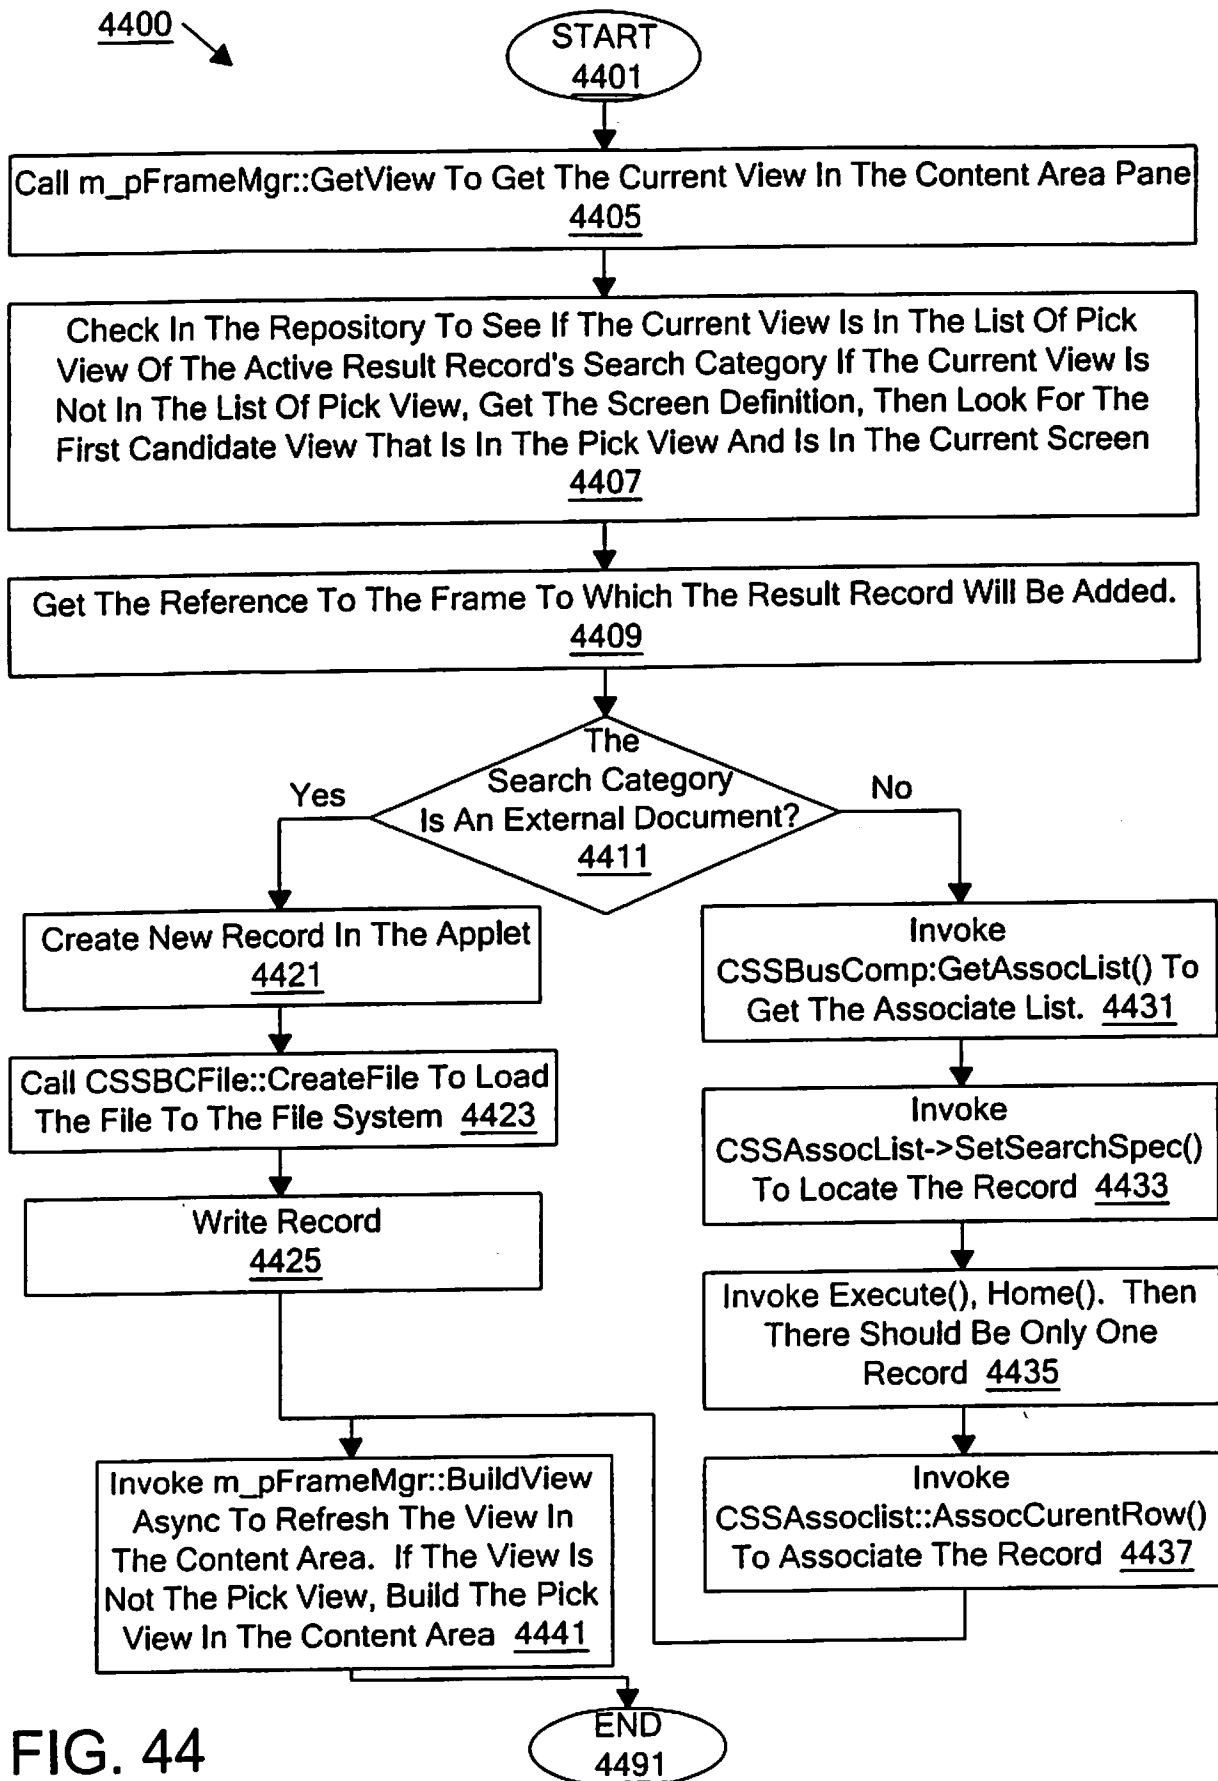 4400
START
4401
Call m_pFrameMgr::GetView To Get The Current View In The Content Area Pane
4405
Check In The Repository To See If The Current View Is In The List Of Pick
View Of The Active Result Record's Search Category If The Current View Is
Not In The List Of Pick View, Get The Screen Definition, Then Look For The
First Candidate View That Is In The Pick View And Is In The Current Screen
4407
Get The Reference To The Frame To Which The Result Record Will Be Added.
4409
The
Search Category
Is An External Document?
4411
Yes
No
Create New Record In The Applet
4421
Call CSSBCFile::CreateFile To Load
The File To The File System 4423
Write Record
4425
Invoke
CSSBusComp:GetAssocList() To
Get The Associate List. 4431
Invoke
CSSAssocList->SetSearchSpec()
To Locate The Record 4433
Invoke Execute(), Home(). Then
There Should Be Only One
Record 4435
Invoke
CSSAssoclist::AssocCurentRow()
To Associate The Record 4437
Invoke m_pFrameMgr::BuildView
Async To Refresh The View In
The Content Area. If The View Is
Not The Pick View, Build The Pick
View In The Content Area 4441
END
4491
FIG. 44